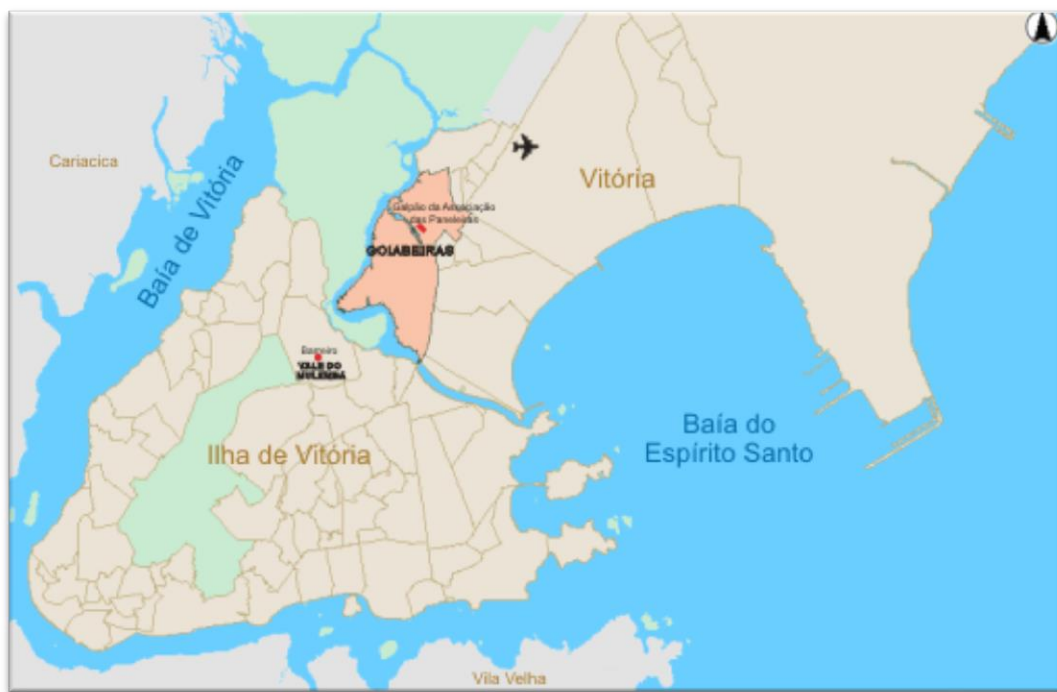 Cariacica
Baía de Vitória
Vitória
Galpão da Associação
das Paneleiras
GOIABEIRAS
Barreiro
VALE DO
MULEMBÁ
Ilha de Vitória
Baía do
Espírito Santo
Vila Velha